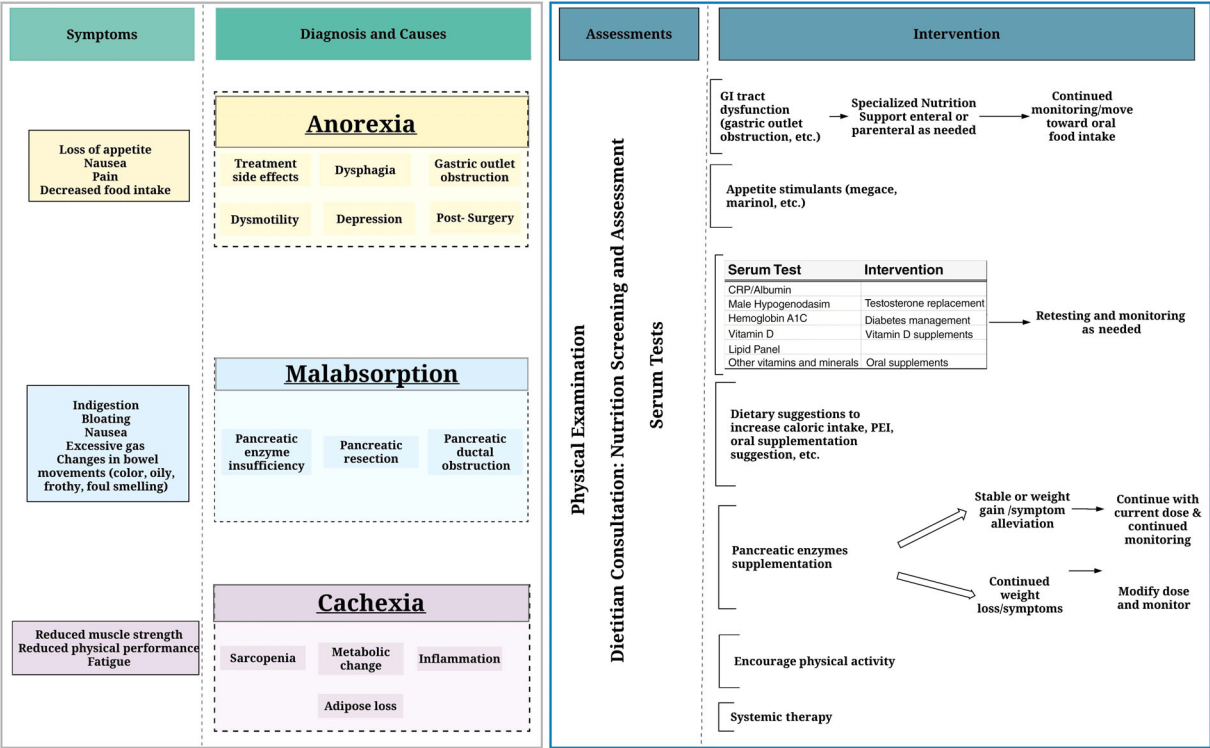 Symptoms
Diagnosis and Causes
Assessments
Intervention
Loss of appetite
Nausea
Pain
Decreased food intake
Anorexia
Treatment
side effects
Dysphagia
Gastric outlet
obstruction
Dysmotility
Depression
Post- Surgery
Indigestion
Bloating
Nausea
Excessive gas
Changes in bowel
movements (color, oily,
frothy, foul smelling)
Malabsorption
Pancreatic
enzyme
insufficiency
Pancreatic
resection
Pancreatic
ductal
obstruction
Reduced muscle strength
Reduced physical performance
Fatigue
Cachexia
Sarcopenia
Metabolic
change
Inflammation
Adipose loss
Physical Examination
Dietitian Consultation: Nutrition Screening and Assessment
Serum Tests
GI tract
dysfunction
(gastric outlet
obstruction, etc.)
Specialized Nutrition
Support enteral or
parenteral as needed
Continued
monitoring/move
toward oral
food intake
Appetite stimulants (megace,
marinol, etc.)
Serum Test Intervention
CRP/Albumin
Male Hypogenodasim Testosterone replacement
Hemoglobin A1C Diabetes management
Vitamin D Vitamin D supplements
Lipid Panel
Other vitamins and minerals Oral supplements
Retesting and monitoring
as needed
Dietary suggestions to
increase caloric intake, PEI,
oral supplementation
suggestion, etc.
Pancreatic enzymes
supplementation
Stable or weight
gain /symptom
alleviation
Continue with
current dose &
continued
monitoring
Continued
weight
loss/symptoms
Modify dose
and monitor
Encourage physical activity
Systemic therapy